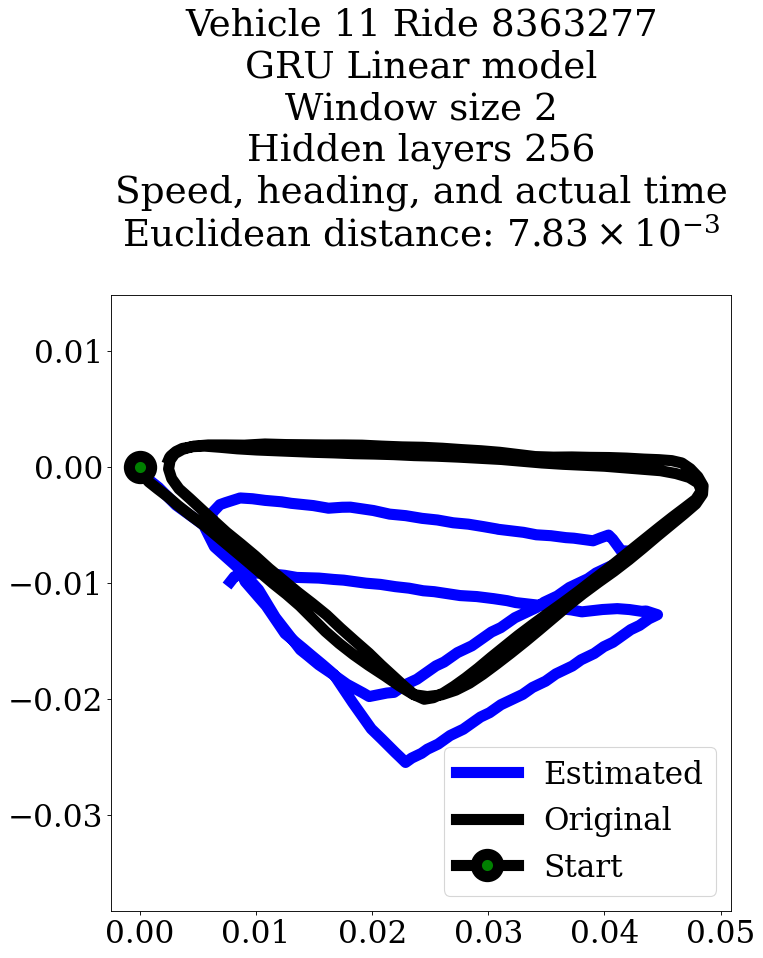 Vehicle 11 Ride 8363277
GRU Linear model
Window size 2
Hidden layers 256
Speed, heading, and actual time
Euclidean distance: 7.83 × 10⁻³
0.01
0.00
−0.01
−0.02
−0.03
Estimated
Original
Start
0.00 0.01 0.02 0.03 0.04 0.05